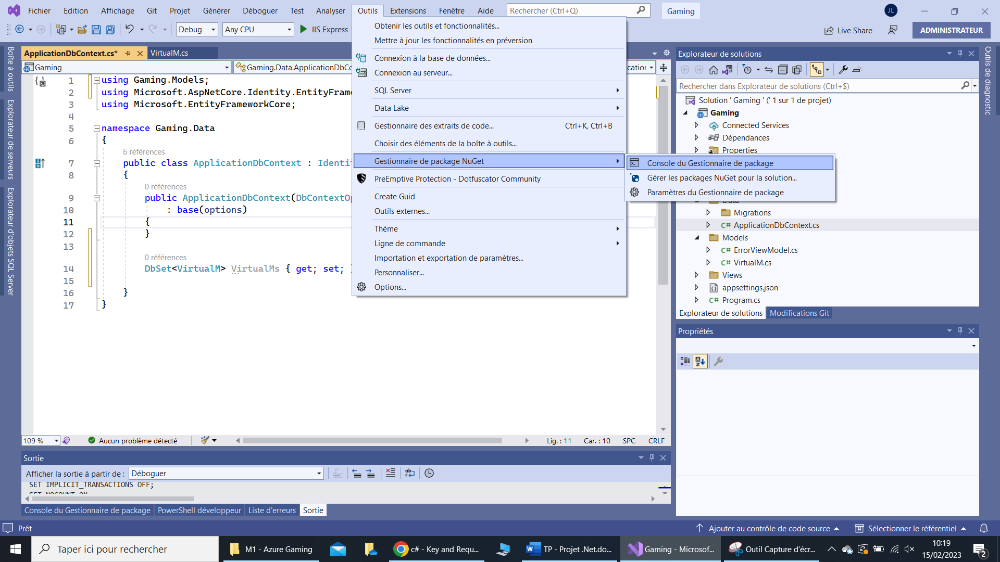 Fichier Edition Affichage Git Projet Générer Déboguer Test Analyser Outils Extensions Fenêtre Aide Rechercher (Ctrl+Q) Gaming JL
Debug Any CPU IIS Express Live Share ADMINISTRATEUR
Obtenir les outils et fonctionnalités...
Mettre à jour les fonctionnalités en préversion
Connexion à la base de données...
Connexion au serveur...
SQL Server
Data Lake
Gestionnaire des extraits de code... Ctrl+K, Ctrl+B
Choisir des éléments de la boîte à outils...
Gestionnaire de package NuGet
PreEmptive Protection - Dotfuscator Community
Create Guid
Outils externes...
Thème
Ligne de commande
Importation et exportation de paramètres...
Personnaliser...
Options...
Console du Gestionnaire de package
Gérer les packages NuGet pour la solution...
Paramètres du Gestionnaire de package
Boîte à outils
Explorateur de serveurs
Explorateur d'objets SQL Server
ApplicationDbContext.cs* VirtualM.cs
Gaming Gaming.Data.ApplicationDbCo
1 using Gaming.Models;
2 using Microsoft.AspNetCore.Identity.EntityFram
3 using Microsoft.EntityFrameworkCore;
4
5 namespace Gaming.Data
6 {
6 références
7 public class ApplicationDbContext : Identi
8 {
0 références
9 public ApplicationDbContext(DbContextOp
10 : base(options)
11 {
12 }
13
0 références
14 DbSet<VirtualM> VirtualMs { get; set; }
15
16 }
17 }
109 % Aucun problème détecté Lig. : 11 Car. : 10 SPC CRLF
Sortie
Afficher la sortie à partir de : Déboguer
SET IMPLICIT_TRANSACTIONS OFF;
SET NOCOUNT ON
Console du Gestionnaire de package PowerShell développeur Liste d'erreurs Sortie
Explorateur de solutions
Rechercher dans Explorateur de solutions (Ctrl+$)
Solution ' Gaming ' (' 1 sur 1 de projet)
Gaming
Connected Services
Dépendances
Properties
Data
Migrations
ApplicationDbContext.cs
Models
ErrorViewModel.cs
VirtualM.cs
Views
appsettings.json
Program.cs
Explorateur de solutions Modifications Git
Propriétés
Outils de diagnostic
Prêt Ajouter au contrôle de code source Sélectionner le référentiel
Taper ici pour rechercher M1 - Azure Gaming c# - Key and Requ... TP - Projet .Net.do... Gaming - Microsof... Outil Capture d'écr... 10:19
15/02/2023 2